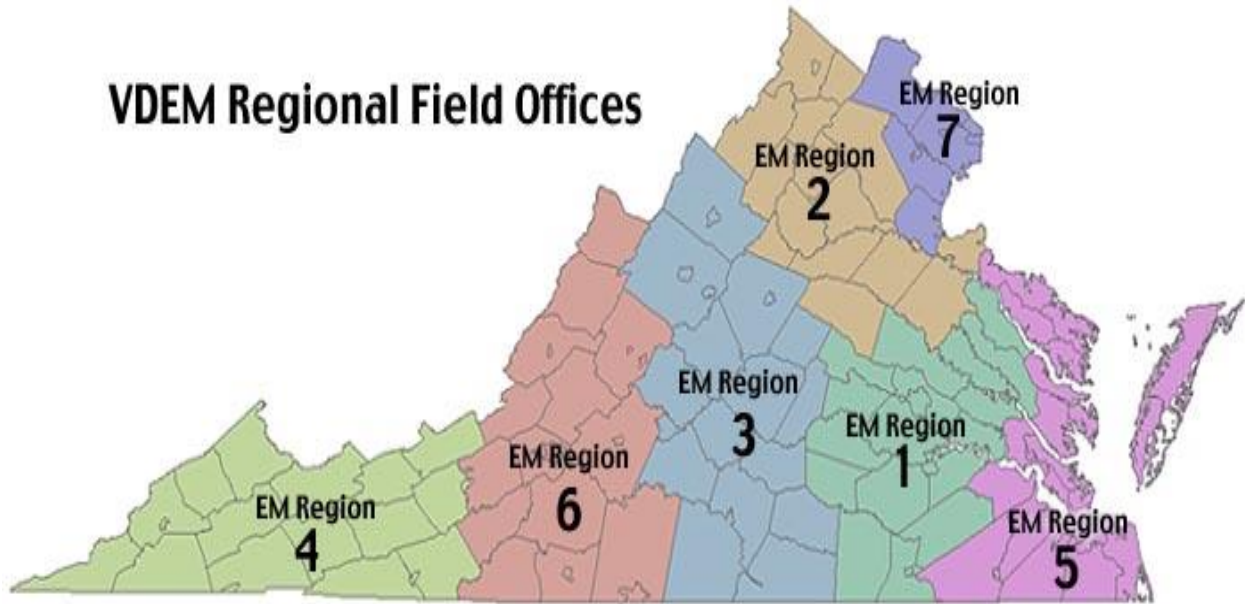 VDEM Regional Field Offices
EM Region
7
EM Region
2
EM Region
3
EM Region
1
EM Region
6
EM Region
4
EM Region
5